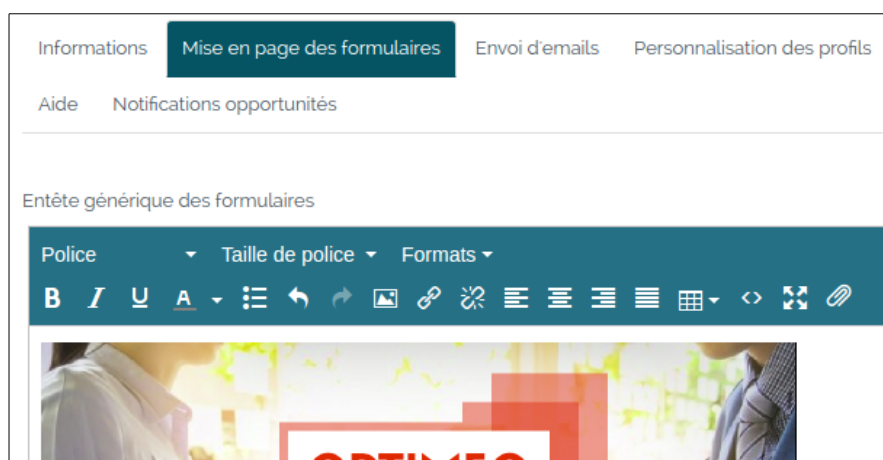 Informations Mise en page des formulaires Envoi d'emails Personnalisation des profils
Aide Notifications opportunités
Entête générique des formulaires
Police Taille de police Formats
B I U A